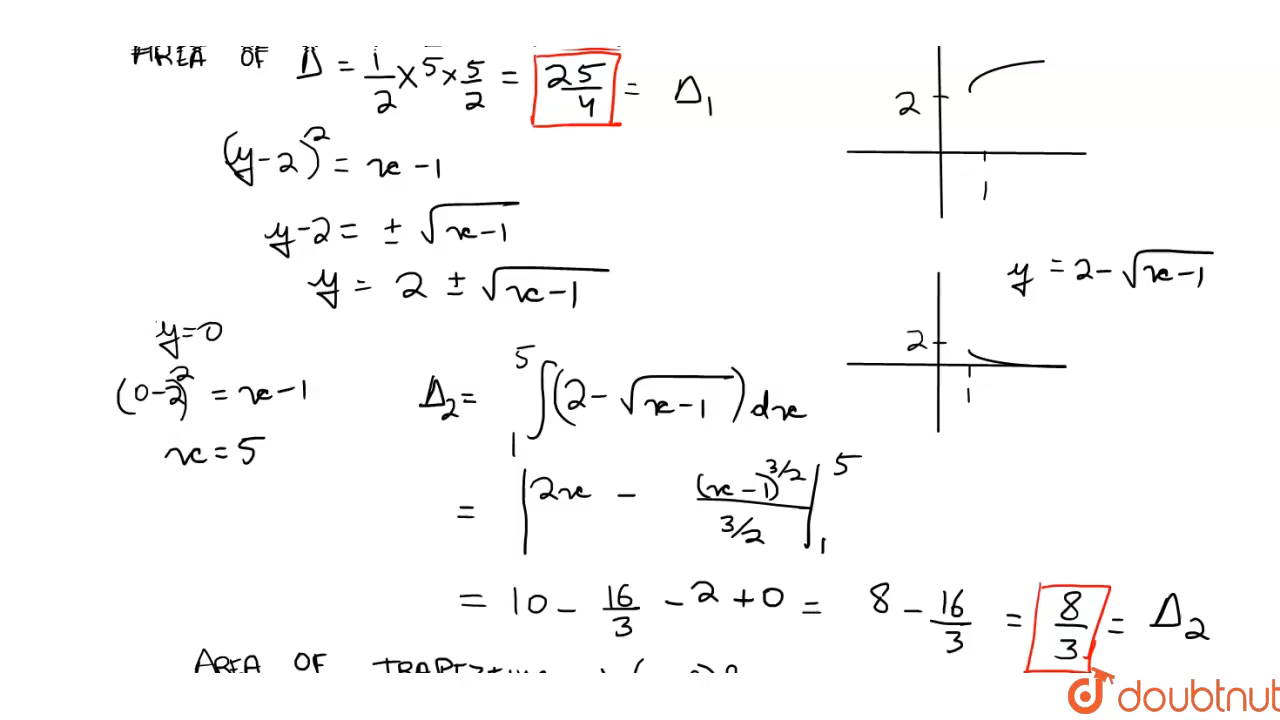 AREA OF Δ = 1/2 × 5 × 5/2 = 25/4 = Δ₁
2
1
(y-2)² = x-1
y-2 = ± √(x-1)
y = 2 ± √(x-1)
y = 2 - √(x-1)
y=0
(0-2)² = x-1
x = 5
2
1
Δ₂ = ∫₁⁵ (2 - √(x-1)) dx
= |2x - (x-1)^(3/2) / (3/2)|₁⁵
= 10 - 16/3 - 2 + 0 = 8 - 16/3 = 8/3 = Δ₂
AREA OF
doubtnut